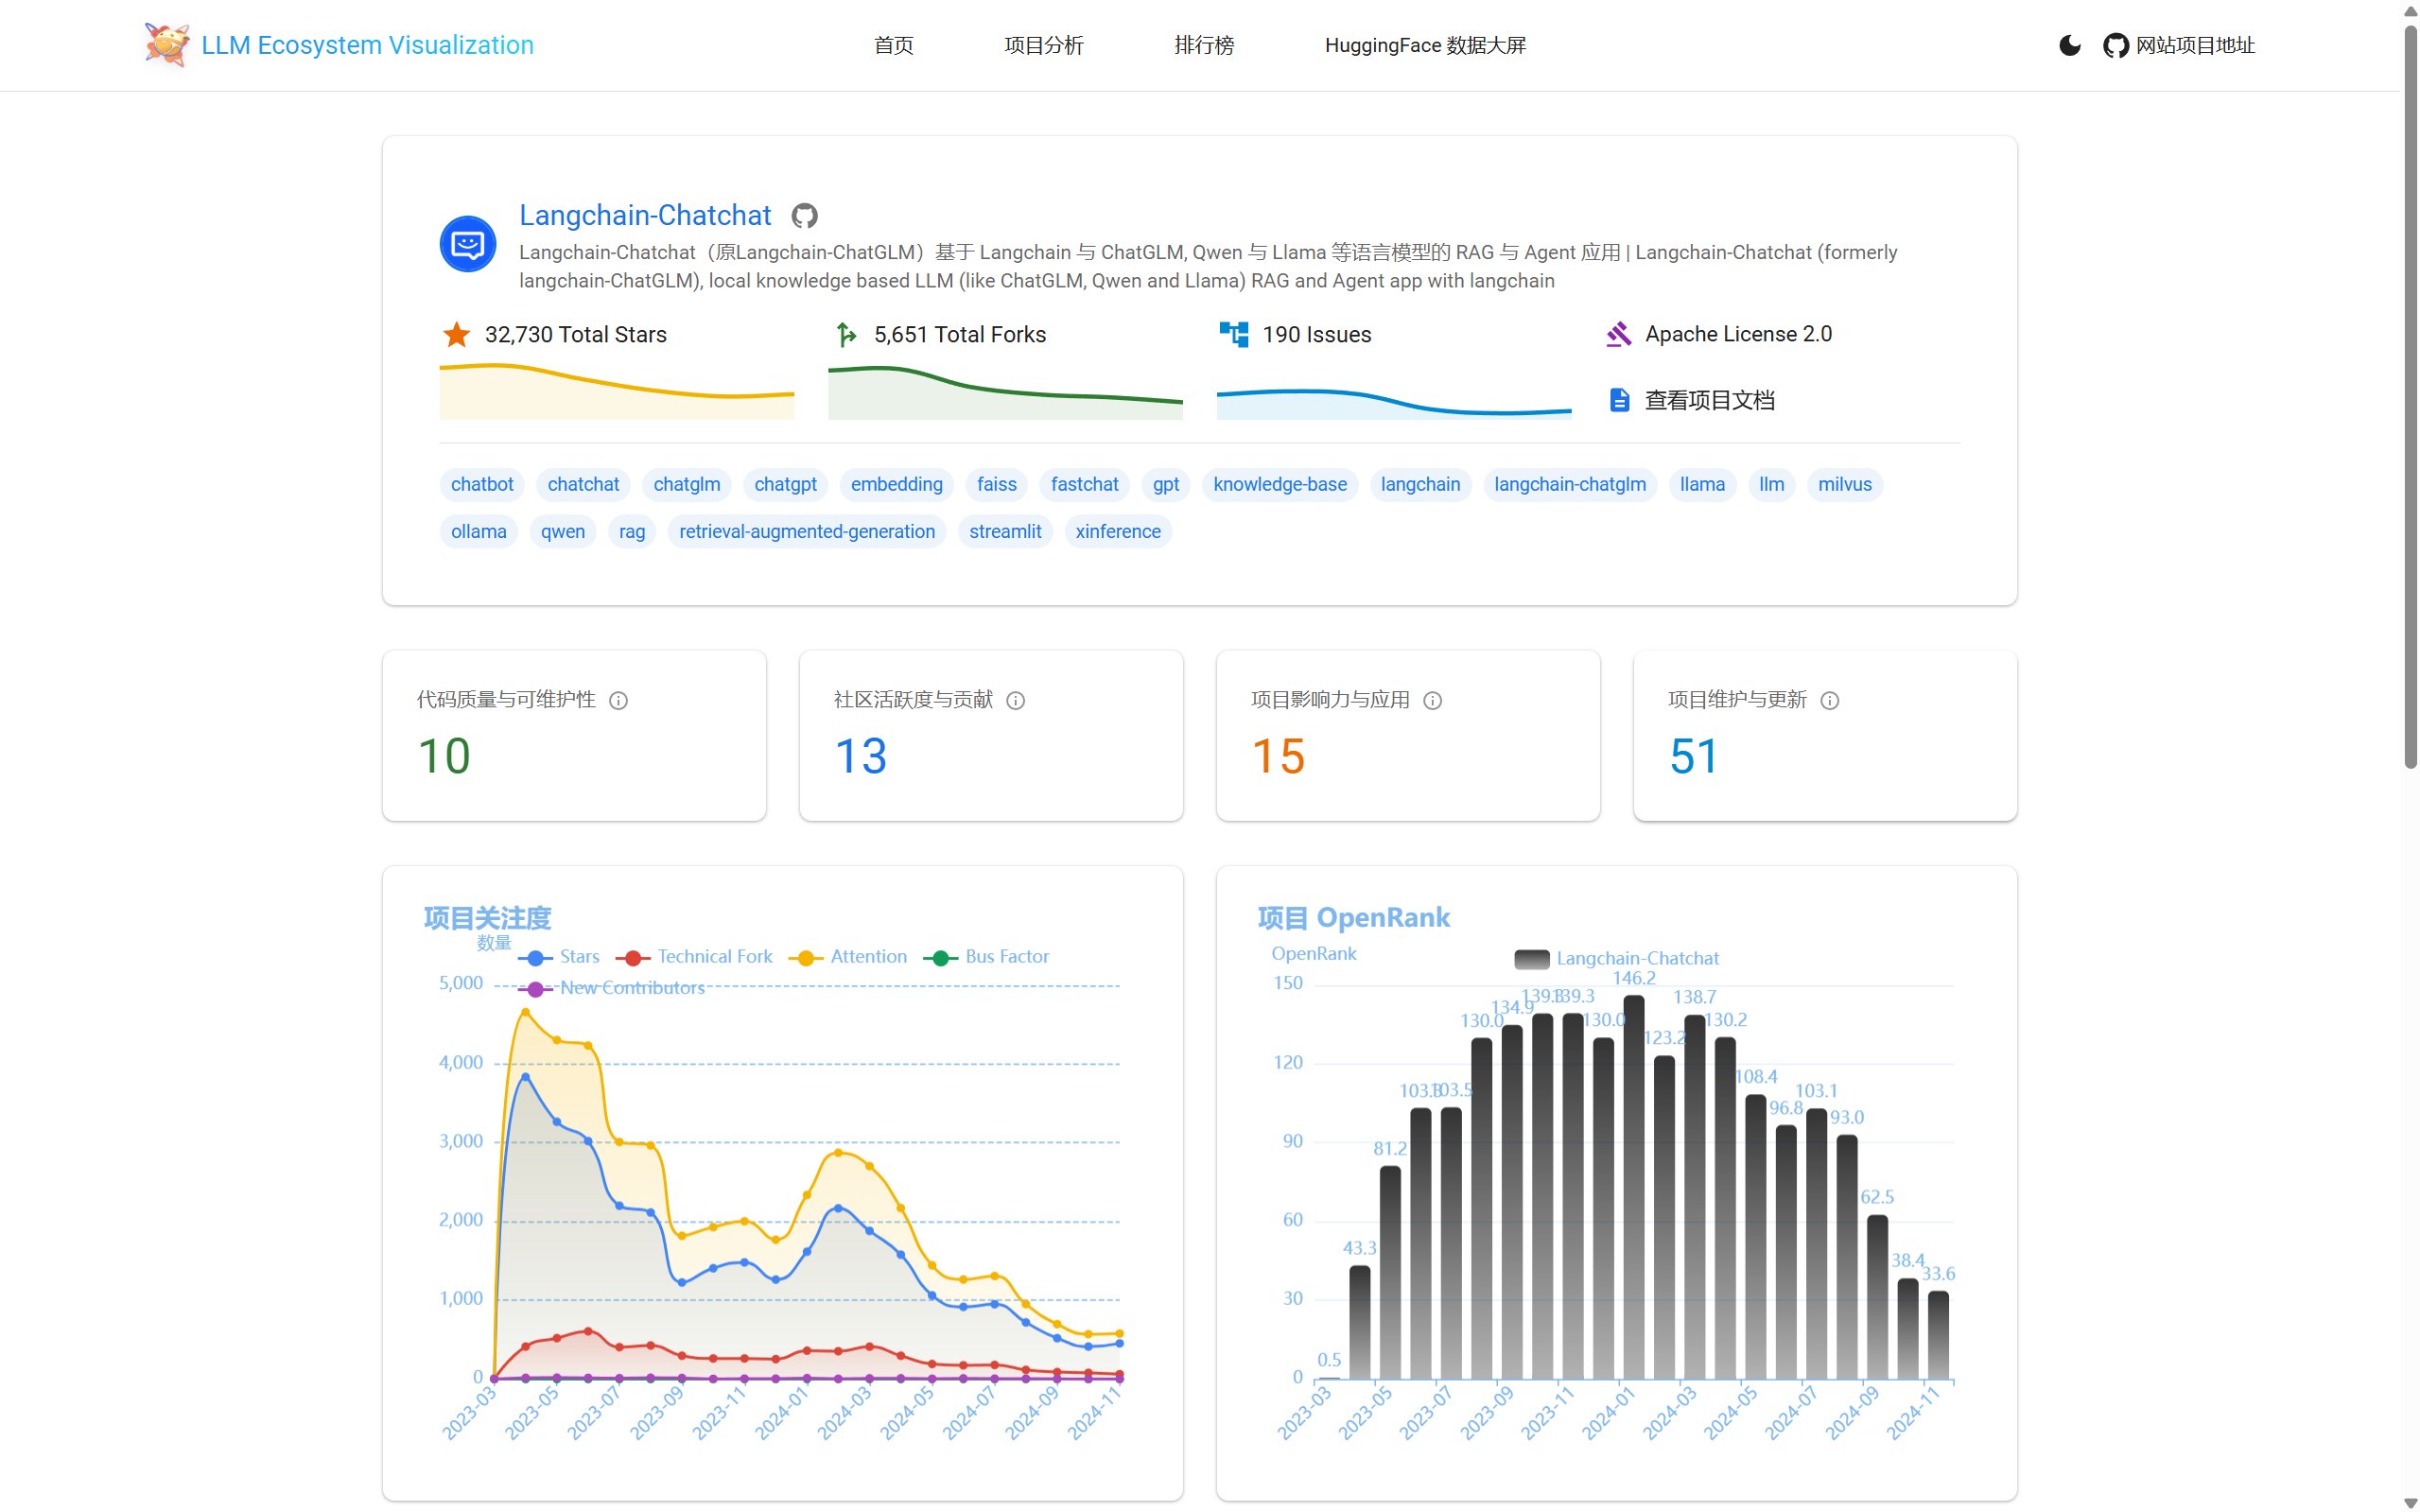 LLM Ecosystem Visualization
首页
项目分析
排行榜
HuggingFace 数据大屏
网站项目地址
Langchain-Chatchat
Langchain-Chatchat（原Langchain-ChatGLM）基于 Langchain 与 ChatGLM, Qwen 与 Llama 等语言模型的 RAG 与 Agent 应用 | Langchain-Chatchat (formerly
langchain-ChatGLM), local knowledge based LLM (like ChatGLM, Qwen and Llama) RAG and Agent app with langchain
32,730 Total Stars
5,651 Total Forks
190 Issues
Apache License 2.0
查看项目文档
chatbot chatchat chatglm chatgpt embedding faiss fastchat gpt knowledge-base langchain langchain-chatglm llama llm milvus
ollama qwen rag retrieval-augmented-generation streamlit xinference
代码质量与可维护性
10
社区活跃度与贡献
13
项目影响力与应用
15
项目维护与更新
51
项目关注度
数量
Stars Technical Fork Attention Bus Factor
New Contributors
5,000
4,000
3,000
2,000
1,000
0
2023-03 2023-05 2023-07 2023-09 2023-11 2024-01 2024-03 2024-05 2024-07 2024-09 2024-11
项目 OpenRank
OpenRank
Langchain-Chatchat
150
120
90
60
30
0
0.5
43.3
81.2
103.3
103.5
130.0
134.9
139.3
139.3
130.0
146.2
123.2
138.7
130.2
108.4
96.8
103.1
93.0
62.5
38.4
33.6
2023-03 2023-05 2023-07 2023-09 2023-11 2024-01 2024-03 2024-05 2024-07 2024-09 2024-11